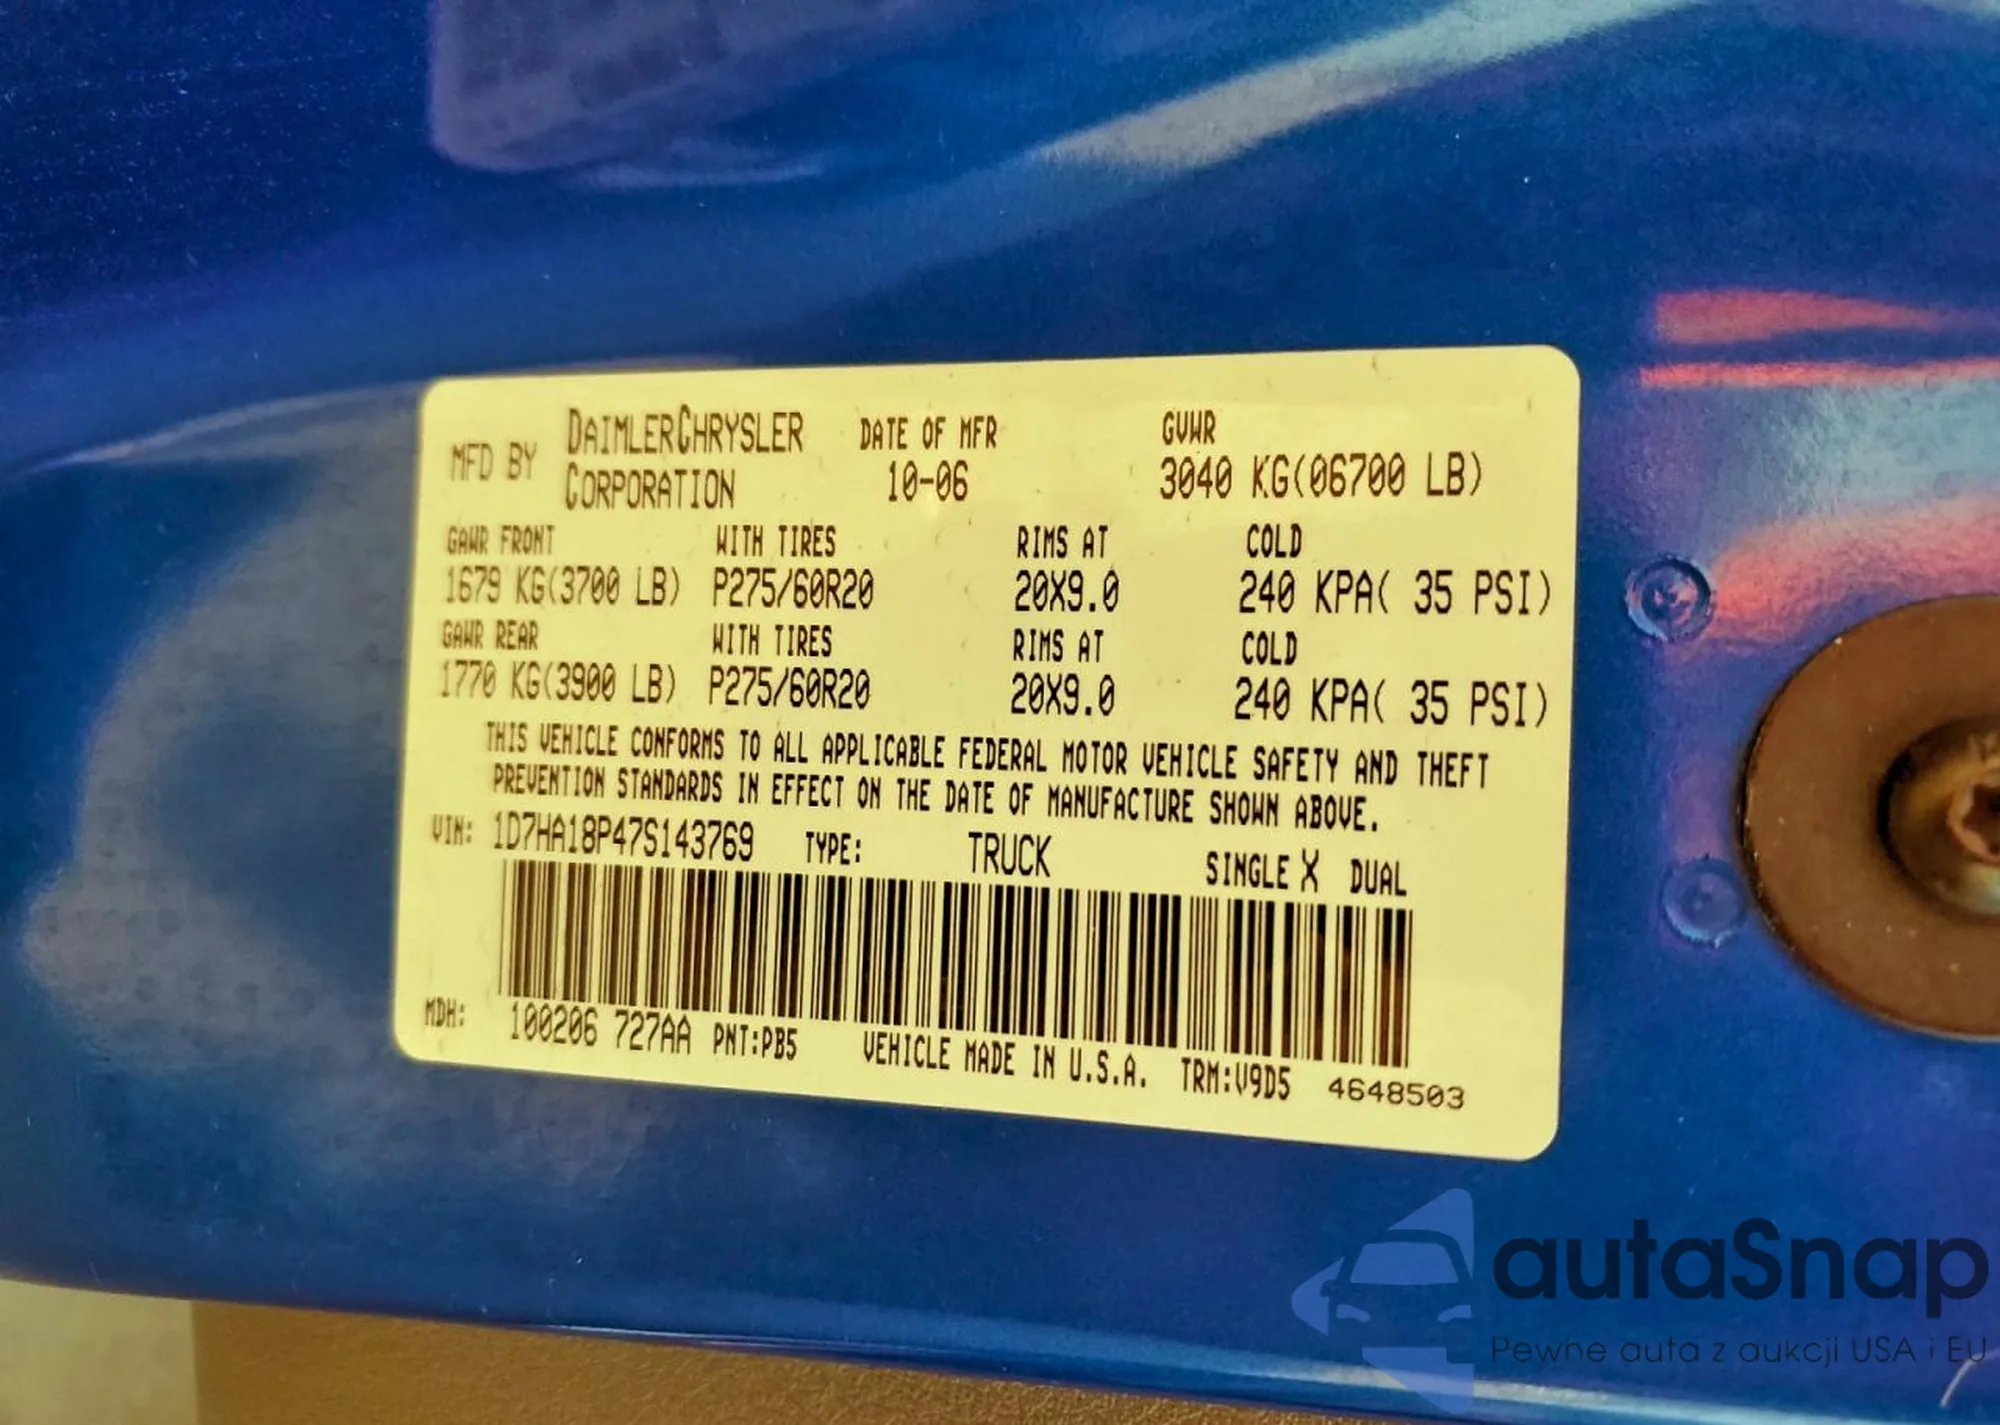 MFD BY DAIMLERCHRYSLER CORPORATION DATE OF MFR 10-06 GVWR 3040 KG(06700 LB)
GAWR FRONT WITH TIRES RIMS AT COLD
1679 KG(3700 LB) P275/60R20 20X9.0 240 KPA( 35 PSI)
GAWR REAR WITH TIRES RIMS AT COLD
1770 KG(3900 LB) P275/60R20 20X9.0 240 KPA( 35 PSI)
THIS VEHICLE CONFORMS TO ALL APPLICABLE FEDERAL MOTOR VEHICLE SAFETY AND THEFT
PREVENTION STANDARDS IN EFFECT ON THE DATE OF MANUFACTURE SHOWN ABOVE.
VIN: 1D7HA18P47S143769 TYPE: TRUCK SINGLE X DUAL
MDH: 100206 727AA PNT:PB5 VEHICLE MADE IN U.S.A. TRM:V9D5 4648503
autaSnap
Pewne auta z aukcji USA i EU